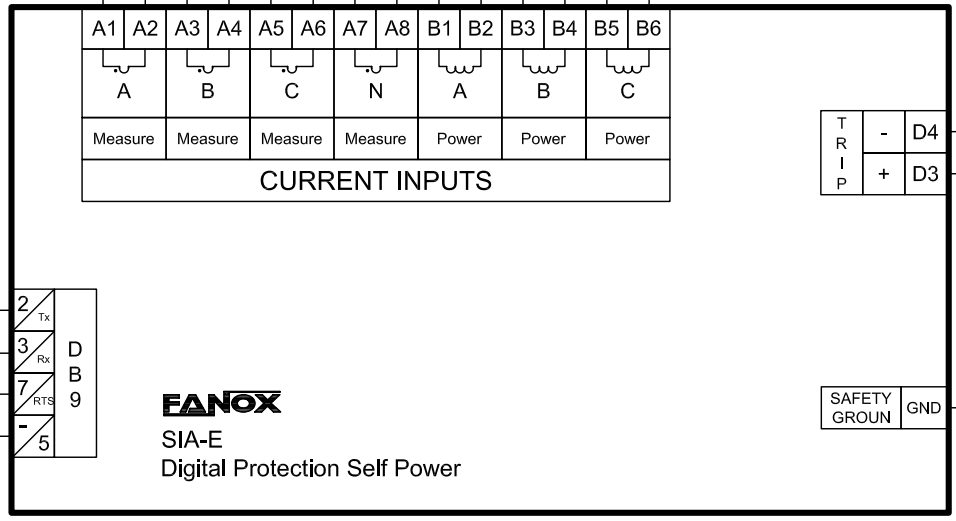 A1 A2 A3 A4 A5 A6 A7 A8 B1 B2 B3 B4 B5 B6
A B C N A B C
Measure Measure Measure Measure Power Power Power
CURRENT INPUTS
TRIP
- D4
+ D3
2 Tx
3 Rx
7 RTS
- 5
DB9
FANOX
SIA-E
Digital Protection Self Power
SAFETY
GROUN
GND